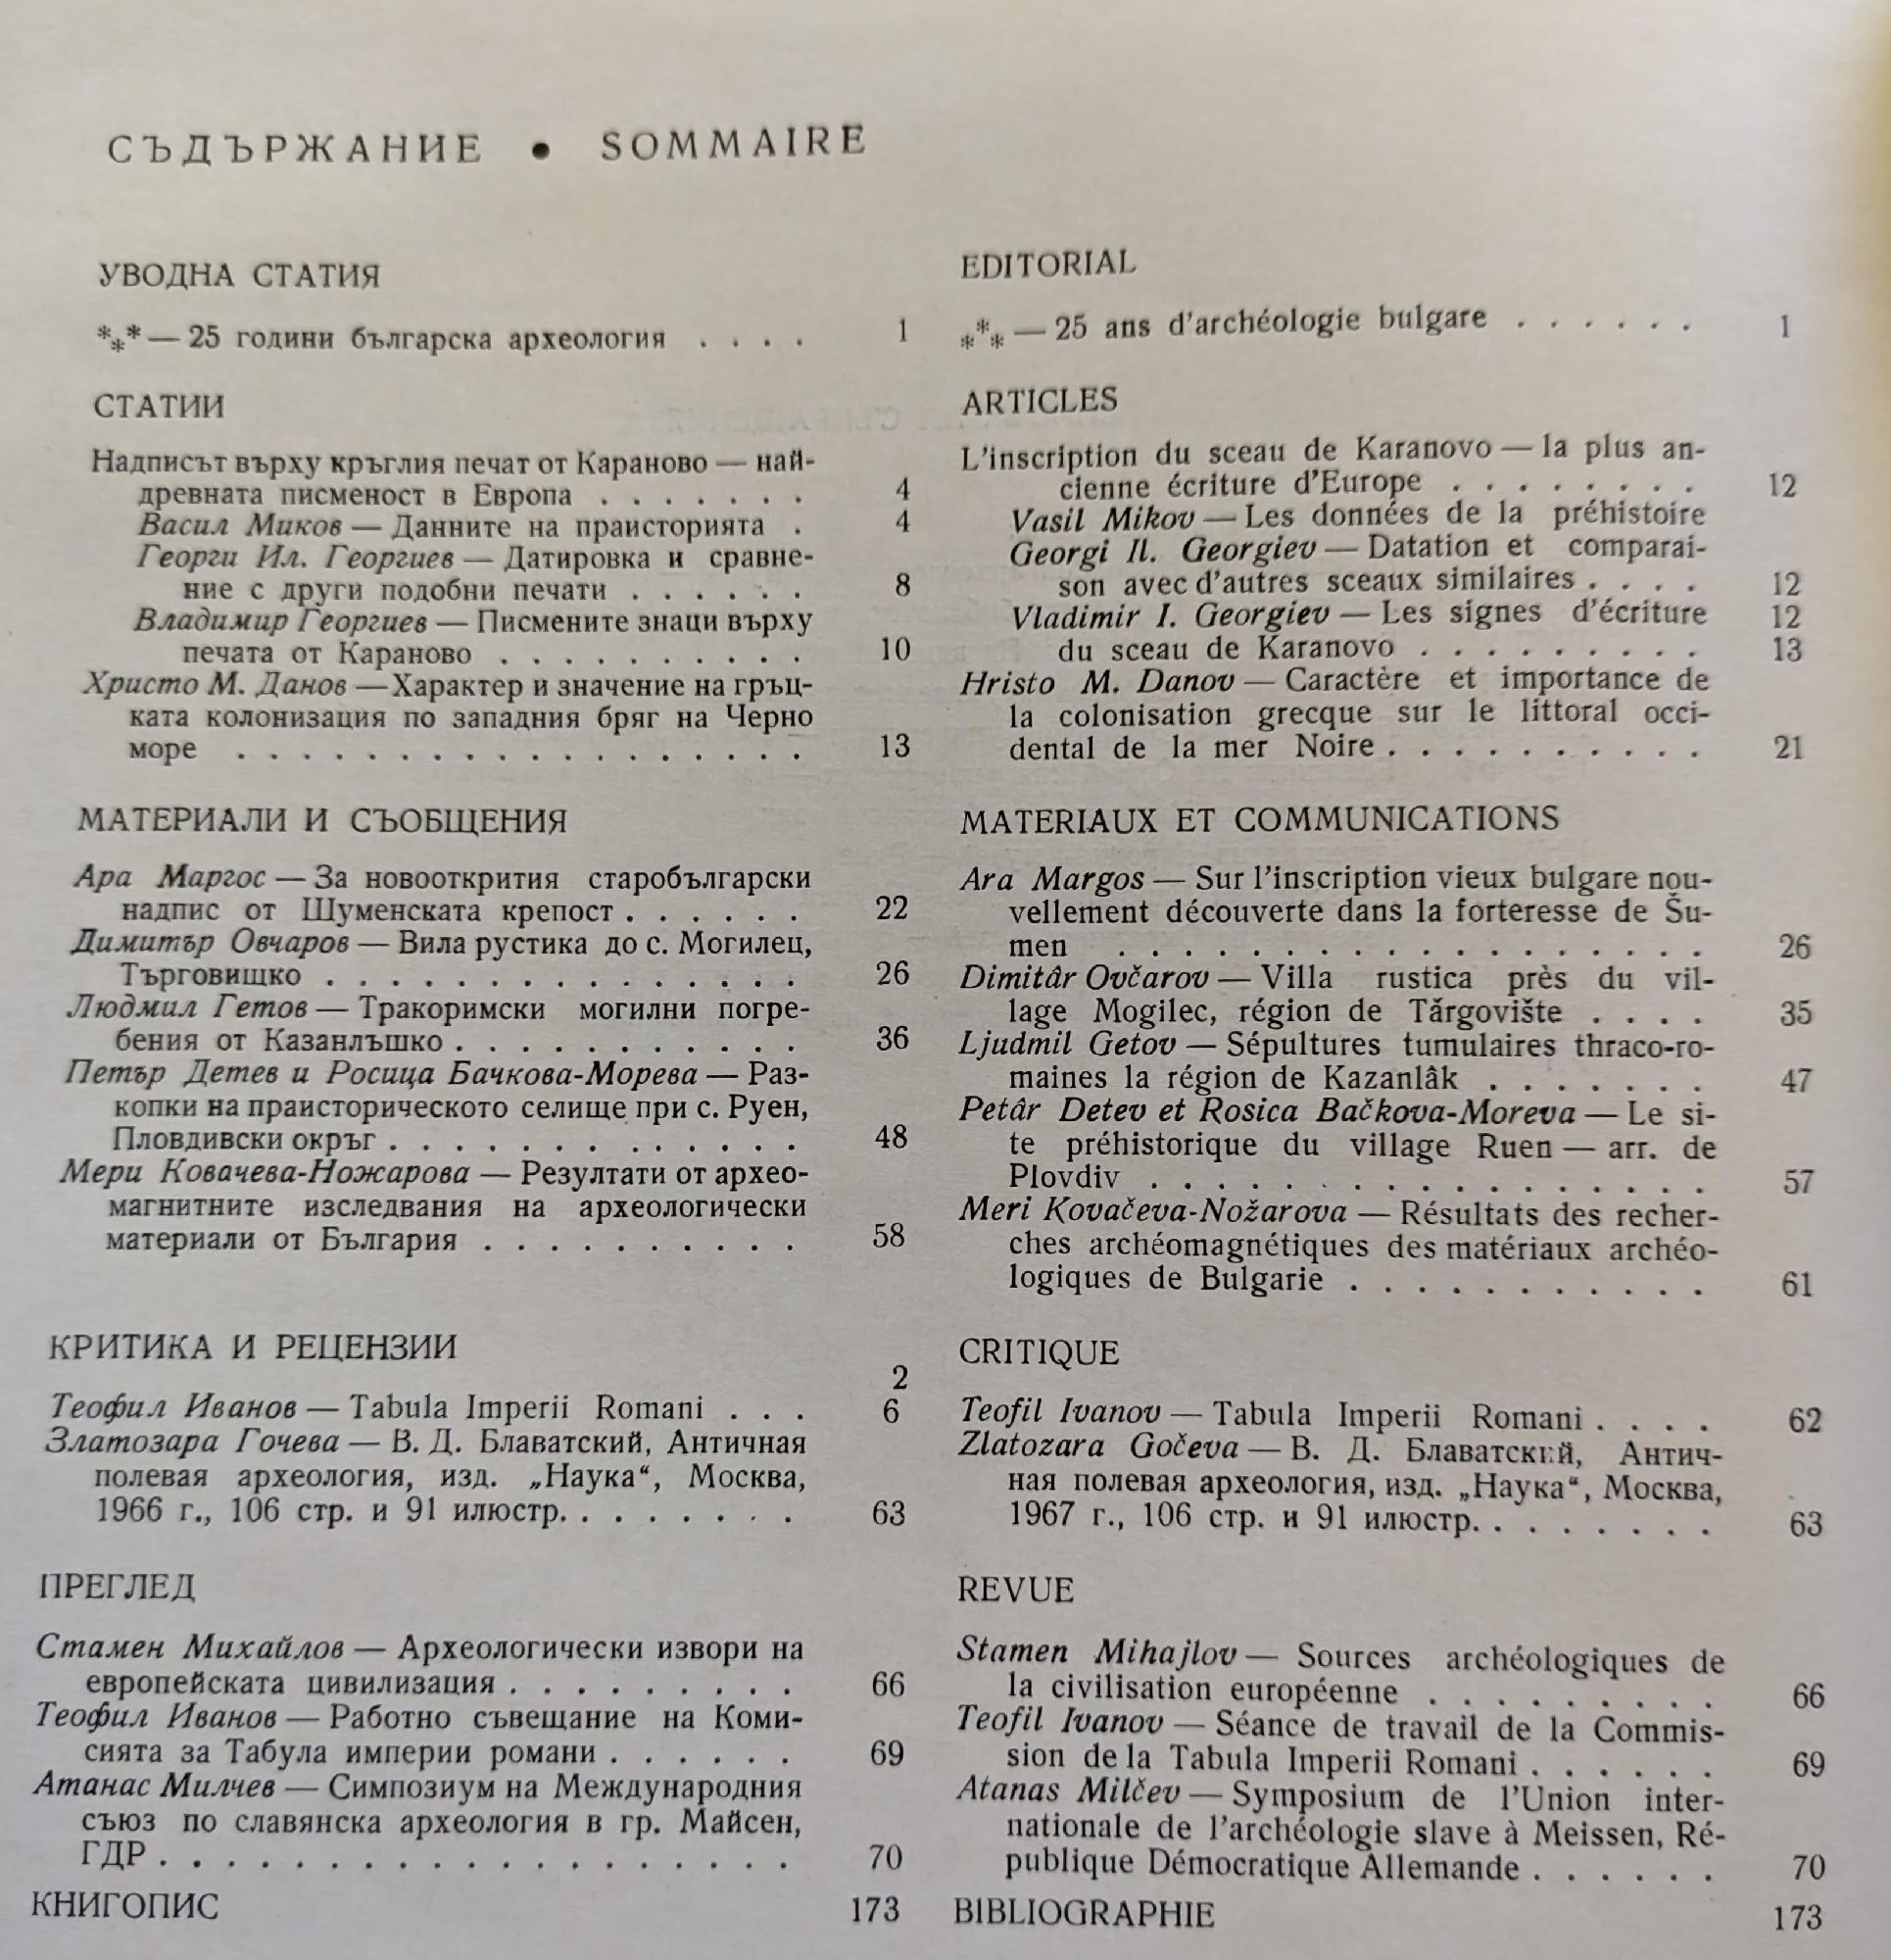 СЪДЪРЖАНИЕ • SOMMAIRE
УВОДНА СТАТИЯ
*** — 25 години българска археология . . . . 1
СТАТИИ
Надписът върху кръглия печат от Караново — най-
древната писменост в Европа . . . . . . . 4
Васил Миков — Данните на праисторията . 4
Георги Ил. Георгиев — Датировка и сравне-
ние с други подобни печати . . . . . . 8
Владимир Георгиев — Писмените знаци върху
печата от Караново . . . . . . . . . . 10
Христо М. Данов — Характер и значение на гръц-
ката колонизация по западния бряг на Черно
море . . . . . . . . . . . . . . . . . . 13
МАТЕРИАЛИ И СЪОБЩЕНИЯ
Ара Маргос — За новооткрития старобългарски
надпис от Шуменската крепост . . . . . . 22
Димитър Овчаров — Вила рустика до с. Могилец,
Търговишко . . . . . . . . . . . . . . . 26
Людмил Гетов — Тракоримски могилни погре-
бения от Казанлъшко . . . . . . . . . . . 36
Петър Детев и Росица Бачкова-Морева — Раз-
копки на праисторическото селище при с. Руен,
Пловдивски окръг . . . . . . . . . . . . . 48
Мери Ковачева-Ножарова — Резултати от архео-
магнитните изследвания на археологически
материали от България . . . . . . . . . . 58
КРИТИКА И РЕЦЕНЗИИ
2
Теофил Иванов — Tabula Imperii Romani . . . 6
Златозара Гочева — В. Д. Блаватский, Античная
полевая археология, изд. „Наука“, Москва,
1966 г., 106 стр. и 91 илюстр. . . . . . . . 63
ПРЕГЛЕД
Стамен Михайлов — Археологически извори на
европейската цивилизация . . . . . . . . . 66
Теофил Иванов — Работно съвещание на Коми-
сията за Табула империи романи . . . . . . 69
Атанас Милчев — Симпозиум на Международния
съюз по славянска археология в гр. Майсен,
ГДР . . . . . . . . . . . . . . . . . . . 70
КНИГОПИС 173
EDITORIAL
*** — 25 ans d'archéologie bulgare . . . . . . 1
ARTICLES
L'inscription du sceau de Karanovo — la plus an-
cienne écriture d'Europe . . . . . . . . 12
Vasil Mikov — Les données de la préhistoire
Georgi Il. Georgiev — Datation et comparai-
son avec d'autres sceaux similaires . . . . 12
Vladimir I. Georgiev — Les signes d'écriture 12
du sceau de Karanovo . . . . . . . . . 13
Hristo M. Danov — Caractère et importance de
la colonisation grecque sur le littoral occi-
dental de la mer Noire . . . . . . . . . . 21
MATERIAUX ET COMMUNICATIONS
Ara Margos — Sur l'inscription vieux bulgare nou-
vellement découverte dans la forteresse de Šu-
men . . . . . . . . . . . . . . . . . . 26
Dimitâr Ovčarov — Villa rustica près du vil-
lage Mogilec, région de Tărgovište . . . . 35
Ljudmil Getov — Sépultures tumulaires thraco-ro-
maines la région de Kazanlâk . . . . . . . 47
Petâr Detev et Rosica Bačkova-Moreva — Le si-
te préhistorique du village Ruen — arr. de
Plovdiv . . . . . . . . . . . . . . . . . 57
Meri Kovačeva-Nožarova — Résultats des recher-
ches archéomagnétiques des matériaux archéo-
logiques de Bulgarie . . . . . . . . . . . 61
CRITIQUE
Teofil Ivanov — Tabula Imperii Romani . . . . 62
Zlatozara Gočeva — В. Д. Блаватский, Антич-
ная полевая археология, изд. „Наука“, Москва,
1967 г., 106 стр. и 91 илюстр. . . . . . . . 63
REVUE
Stamen Mihajlov — Sources archéologiques de
la civilisation européenne . . . . . . . . . 66
Teofil Ivanov — Séance de travail de la Commis-
sion de la Tabula Imperii Romani . . . . . . 69
Atanas Milčev — Symposium de l'Union inter-
nationale de l'archéologie slave à Meissen, Ré-
publique Démocratique Allemande . . . . . . 70
BIBLIOGRAPHIE 173